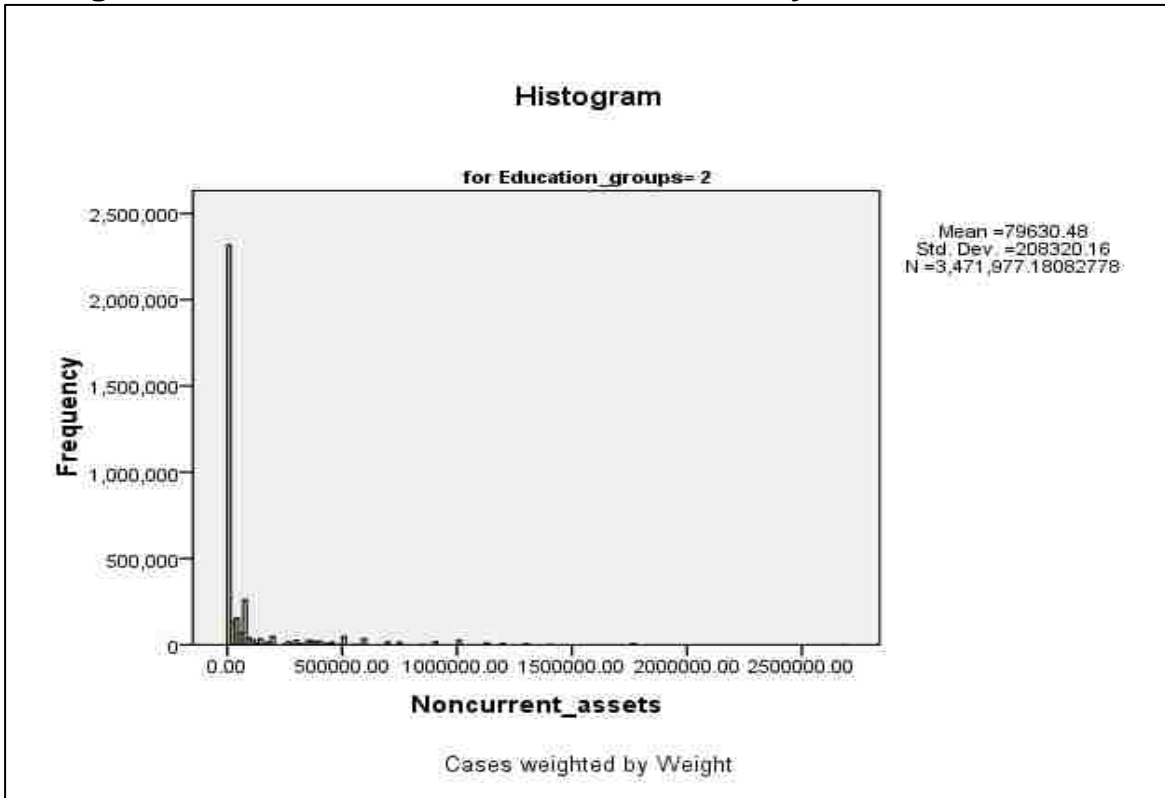 Histogram
for Education_groups= 2
2,500,000
2,000,000
1,500,000
1,000,000
500,000
0
Frequency
0.00 500000.00 1000000.00 1500000.00 2000000.00 2500000.00
Noncurrent_assets
Cases weighted by Weight
Mean =79630.48
Std. Dev. =208320.16
N =3,471,977.18082778